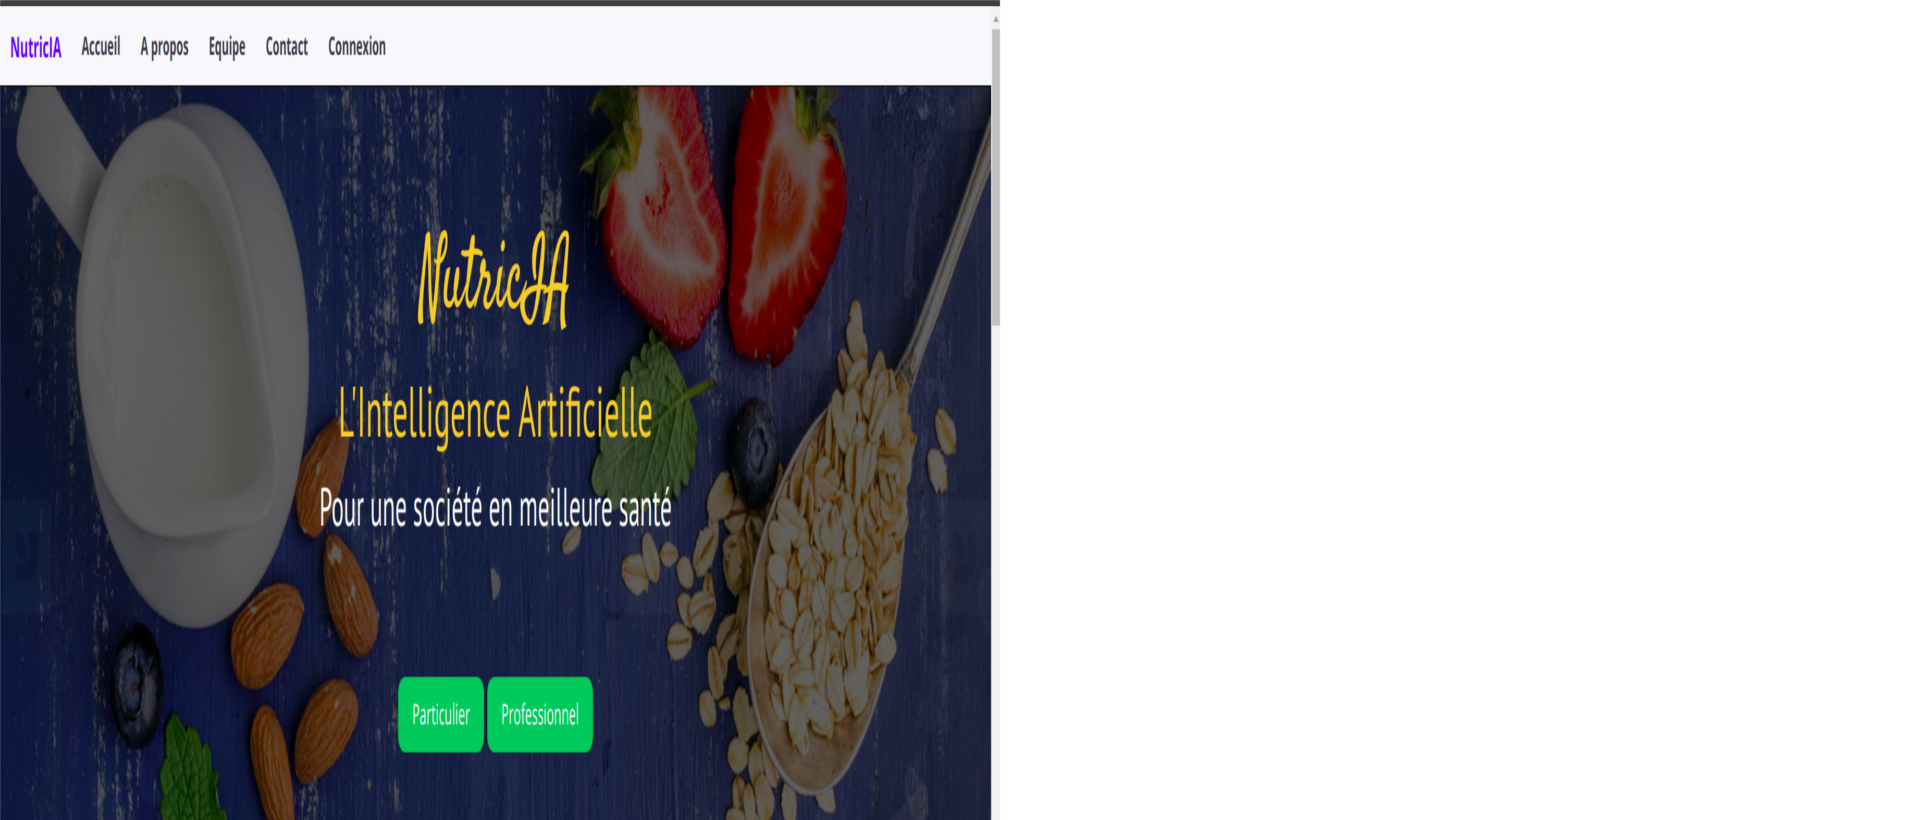 NutricIA Accueil A propos Equipe Contact Connexion
NutricIA
L'Intelligence Artificielle
Pour une société en meilleure santé
Particulier Professionnel